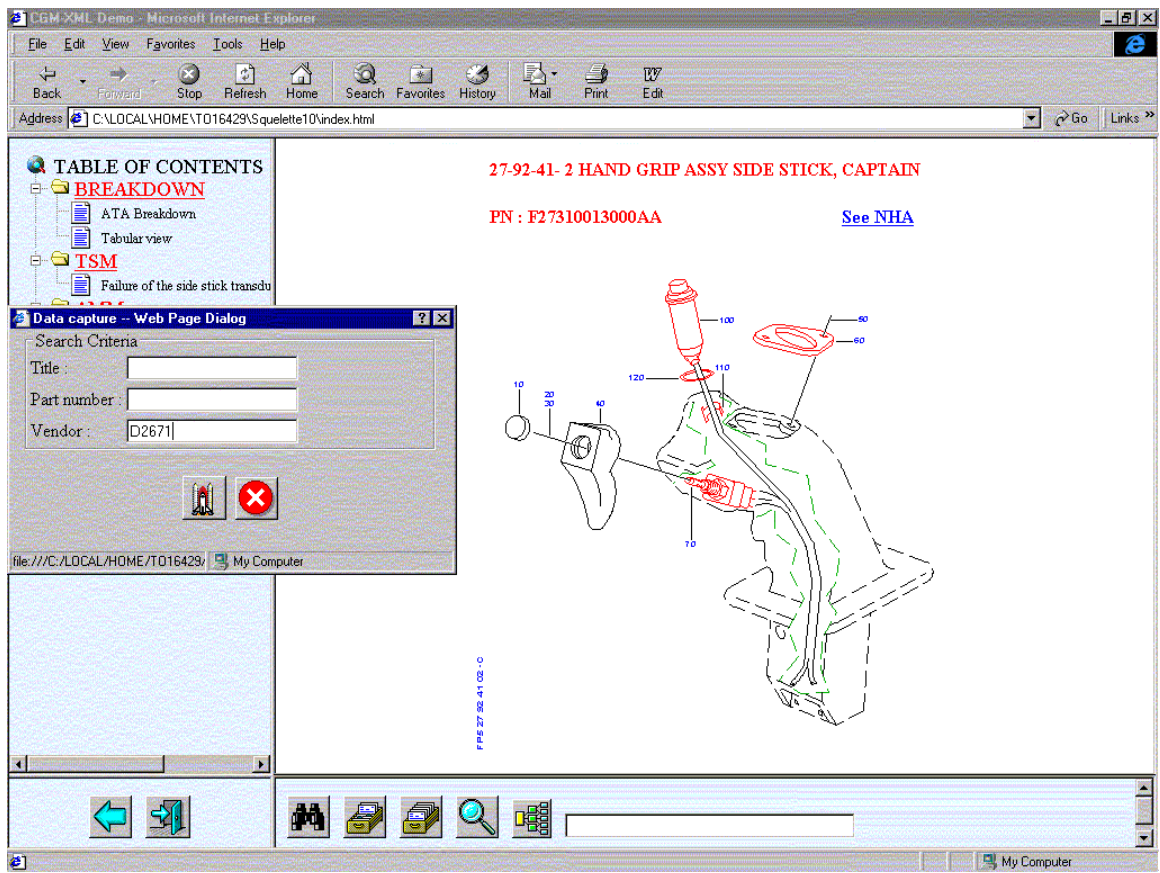 CGM-XML Demo - Microsoft Internet Explorer
File Edit View Favorites Tools Help
Back Forward Stop Refresh Home Search Favorites History Mail Print Edit
Address C:\LOCAL\HOME\TO16429\Squelette10\index.html Go Links »
TABLE OF CONTENTS
BREAKDOWN
ATA Breakdown
Tabular view
TSM
Failure of the side stick transdu
27-92-41- 2 HAND GRIP ASSY SIDE STICK, CAPTAIN
PN : F27310013000AA See NHA
Data capture -- Web Page Dialog
Search Criteria
Title :
Part number :
Vendor : D2671
file:///C:/LOCAL/HOME/TO16429/ My Computer
100
50
60
120
110
10
20
30
40
70
FP5 27 92 41 02 - C
My Computer